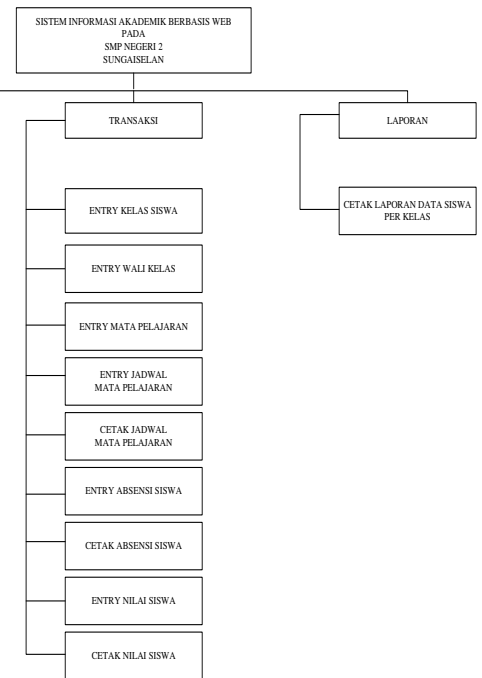 SISTEM INFORMASI AKADEMIK BERBASIS WEB
PADA
SMP NEGERI 2
SUNGAISELAN
TRANSAKSI
ENTRY KELAS SISWA
ENTRY WALI KELAS
ENTRY MATA PELAJARAN
ENTRY JADWAL
MATA PELAJARAN
CETAK JADWAL
MATA PELAJARAN
ENTRY ABSENSI SISWA
CETAK ABSENSI SISWA
ENTRY NILAI SISWA
CETAK NILAI SISWA
LAPORAN
CETAK LAPORAN DATA SISWA
PER KELAS